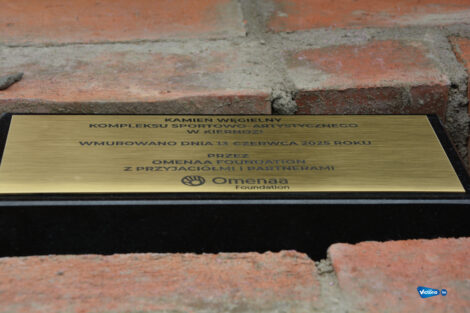 KAMIEŃ WĘGIELNY
KOMPLEKSU SPORTOWO-ARTYSTYCZNEGO
W KIERNOZI
WMUROWANO DNIA 13 CZERWCA 2025 ROKU
PRZEZ
OMENAA FOUNDATION
Z PRZYJACIÓŁMI I PARTNERAMI
Omenaa
Foundation
Victoria